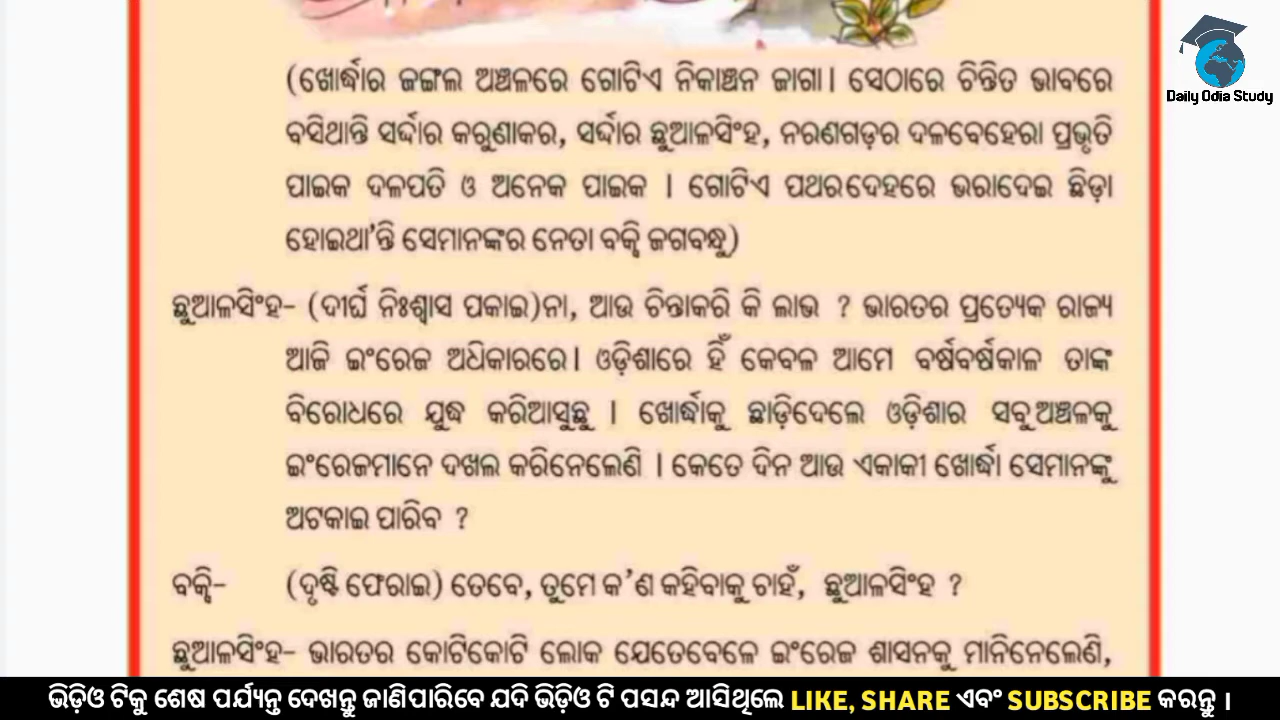 Daily Odia Study
(ଖୋର୍ଦ୍ଧାର ଜଙ୍ଗଲ ଅଞ୍ଚଳରେ ଗୋଟିଏ ନିକାଞ୍ଚନ ଜାଗା। ସେଠାରେ ଚିନ୍ତିତ ଭାବରେ
ବସିଥାନ୍ତି ସର୍ଦ୍ଦାର କରୁଣାକର, ସର୍ଦ୍ଦାର ଛୁଆଳସିଂହ, ନରଣଗଡ଼ର ଦଳବେହେରା ପ୍ରଭୃତି
ପାଇକ ଦଳପତି ଓ ଅନେକ ପାଇକ । ଗୋଟିଏ ପଥରଦେହରେ ଭରାଦେଇ ଛିଡ଼ା
ହୋଇଥା’ନ୍ତି ସେମାନଙ୍କର ନେତା ବକ୍ସି ଜଗବନ୍ଧୁ)
ଛୁଆଳସିଂହ- (ଦୀର୍ଘ ନିଃଶ୍ୱାସ ପକାଇ)ନା, ଆଉ ଚିନ୍ତାକରି କି ଲାଭ ? ଭାରତର ପ୍ରତ୍ୟେକ ରାଜ୍ୟ
ଆଜି ଇଂରେଜ ଅଧିକାରରେ। ଓଡ଼ିଶାରେ ହିଁ କେବଳ ଆମେ ବର୍ଷବର୍ଷକାଳ ତାଙ୍କ
ବିରୋଧରେ ଯୁଦ୍ଧ କରିଆସୁଛୁ । ଖୋର୍ଦ୍ଧାକୁ ଛାଡ଼ିଦେଲେ ଓଡ଼ିଶାର ସବୁଅଞ୍ଚଳକୁ
ଇଂରେଜମାନେ ଦଖଲ କରିନେଲେଣି । କେତେ ଦିନ ଆଉ ଏକାକୀ ଖୋର୍ଦ୍ଧା ସେମାନଙ୍କୁ
ଅଟକାଇ ପାରିବ ?
ବକ୍ସି- (ଦୃଷ୍ଟି ଫେରାଇ) ତେବେ, ତୁମେ କ’ଣ କହିବାକୁ ଚାହଁ, ଛୁଆଳସିଂହ ?
ଛୁଆଳସିଂହ- ଭାରତର କୋଟିକୋଟି ଲୋକ ଯେତେବେଳେ ଇଂରେଜ ଶାସନକୁ ମାନିନେଲେଣି,
ଭିଡ଼ିଓ ଟିକୁ ଶେଷ ପର୍ଯ୍ୟନ୍ତ ଦେଖନ୍ତୁ ଜାଣିପାରିବେ ଯଦି ଭିଡ଼ିଓ ଟି ପସନ୍ଦ ଆସିଥିଲେ LIKE, SHARE ଏବଂ SUBSCRIBE କରନ୍ତୁ ।